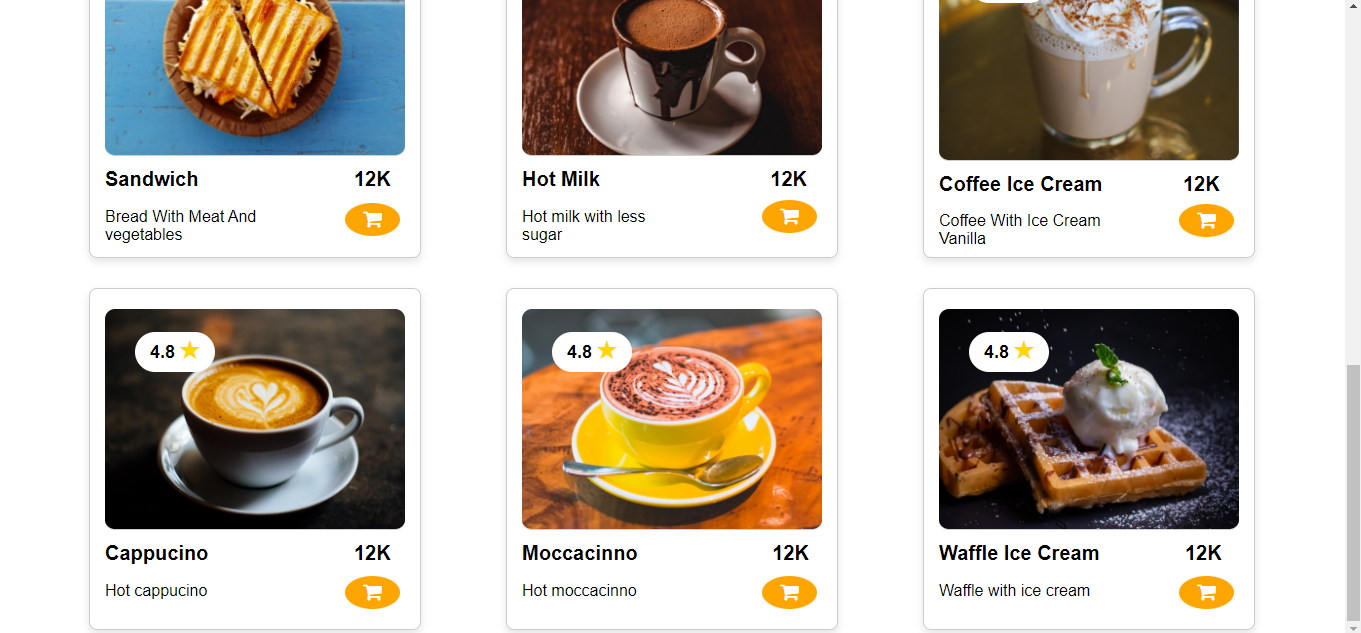 Sandwich 12K
Bread With Meat And
vegetables
Hot Milk 12K
Hot milk with less
sugar
Coffee Ice Cream 12K
Coffee With Ice Cream
Vanilla
4.8
Cappucino 12K
Hot cappucino
4.8
Moccacinno 12K
Hot moccacinno
4.8
Waffle Ice Cream 12K
Waffle with ice cream